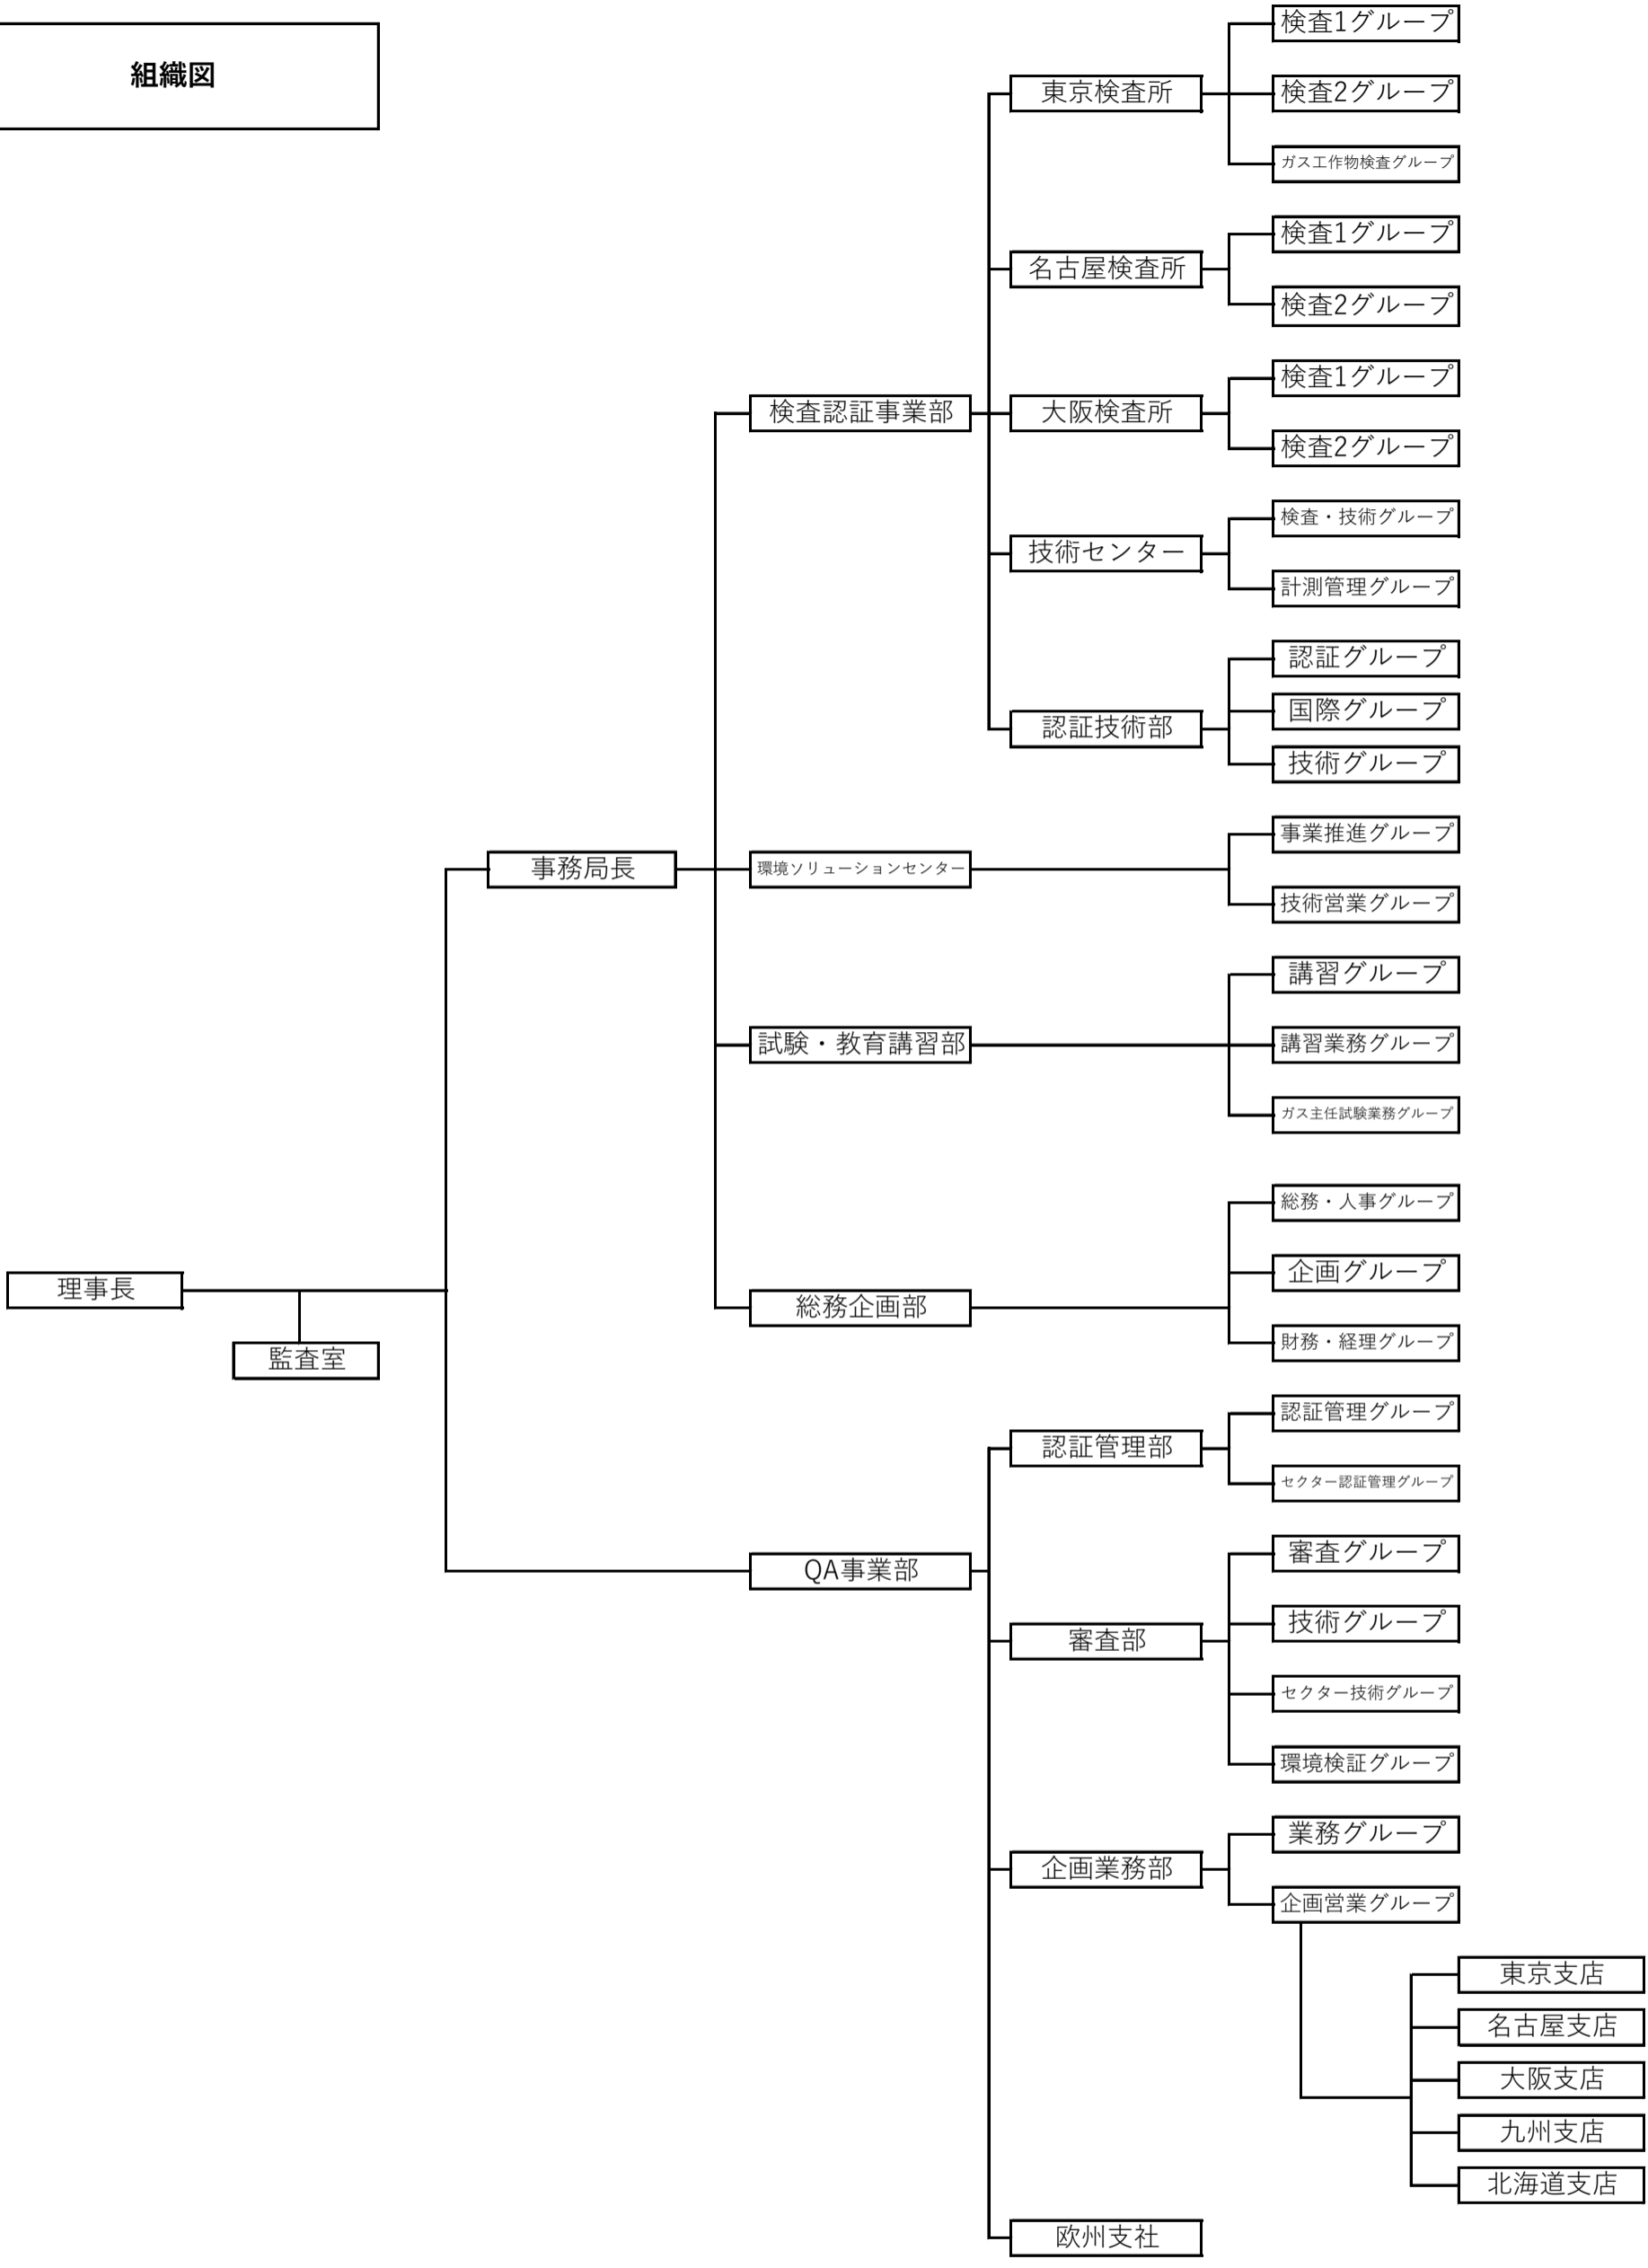 組織図
理事長
監査室
事務局長
検査認証事業部
東京検査所
検査1グループ
検査2グループ
ガス工作物検査グループ
名古屋検査所
検査1グループ
検査2グループ
大阪検査所
検査1グループ
検査2グループ
技術センター
検査・技術グループ
計測管理グループ
認証技術部
認証グループ
国際グループ
技術グループ
環境ソリューションセンター
事業推進グループ
技術営業グループ
試験・教育講習部
講習グループ
講習業務グループ
ガス主任試験業務グループ
総務企画部
総務・人事グループ
企画グループ
財務・経理グループ
QA事業部
認証管理部
認証管理グループ
セクター認証管理グループ
審査部
審査グループ
技術グループ
セクター技術グループ
環境検証グループ
企画業務部
業務グループ
企画営業グループ
東京支店
名古屋支店
大阪支店
九州支店
北海道支店
欧州支社